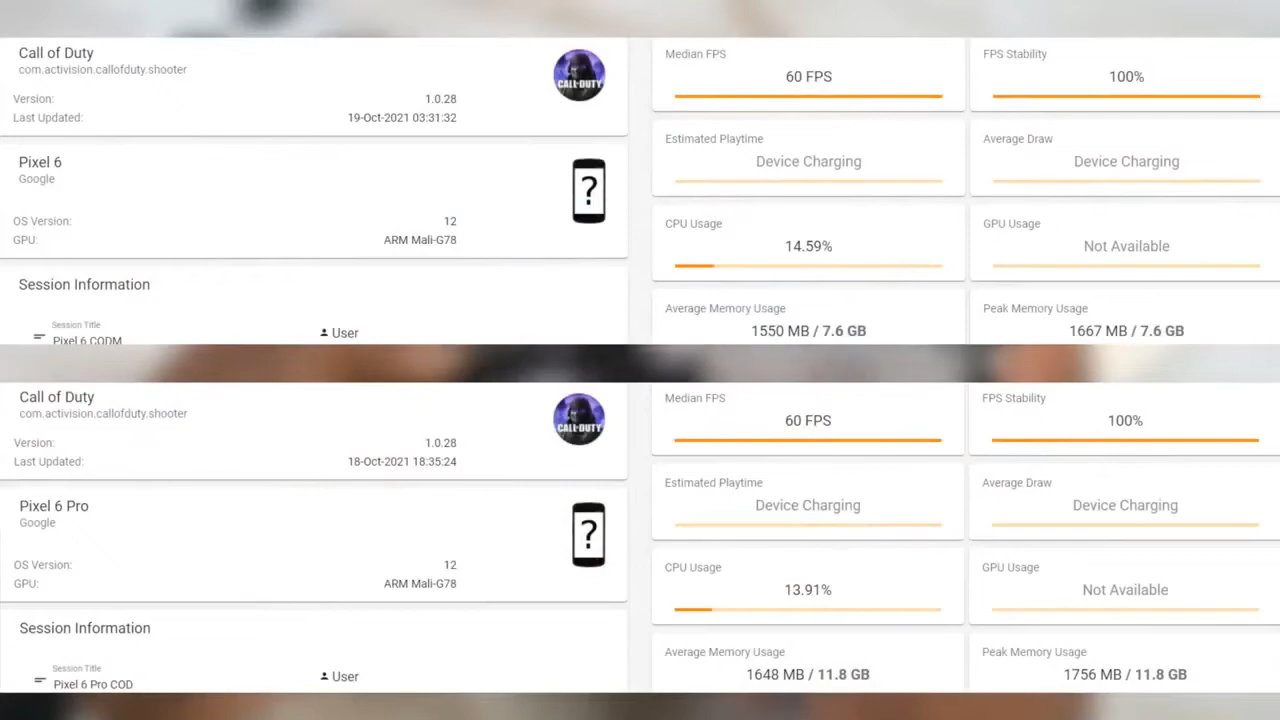 Call of Duty
com.activision.callofduty.shooter
CALL·DUTY
Version: 1.0.28
Last Updated: 19-Oct-2021 03:31:32
Pixel 6
Google
?
OS Version: 12
GPU: ARM Mali-G78
Session Information
Session Title
Pixel 6 CODM
User
Median FPS
60 FPS
FPS Stability
100%
Estimated Playtime
Device Charging
Average Draw
Device Charging
CPU Usage
14.59%
GPU Usage
Not Available
Average Memory Usage
1550 MB / 7.6 GB
Peak Memory Usage
1667 MB / 7.6 GB
Call of Duty
com.activision.callofduty.shooter
CALL·DUTY
Version: 1.0.28
Last Updated: 18-Oct-2021 18:35:24
Pixel 6 Pro
Google
?
OS Version: 12
GPU: ARM Mali-G78
Session Information
Session Title
Pixel 6 Pro COD
User
Median FPS
60 FPS
FPS Stability
100%
Estimated Playtime
Device Charging
Average Draw
Device Charging
CPU Usage
13.91%
GPU Usage
Not Available
Average Memory Usage
1648 MB / 11.8 GB
Peak Memory Usage
1756 MB / 11.8 GB